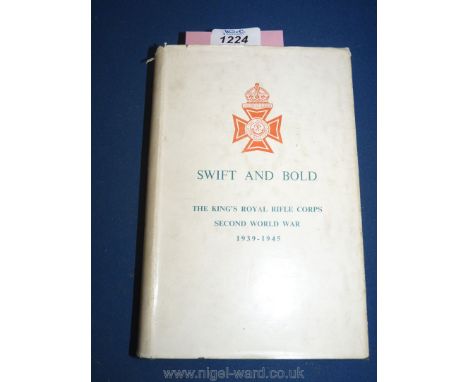 1224
SWIFT AND BOLD
THE KING'S ROYAL RIFLE CORPS
SECOND WORLD WAR
1939-1945
www.nigel-ward.co.uk